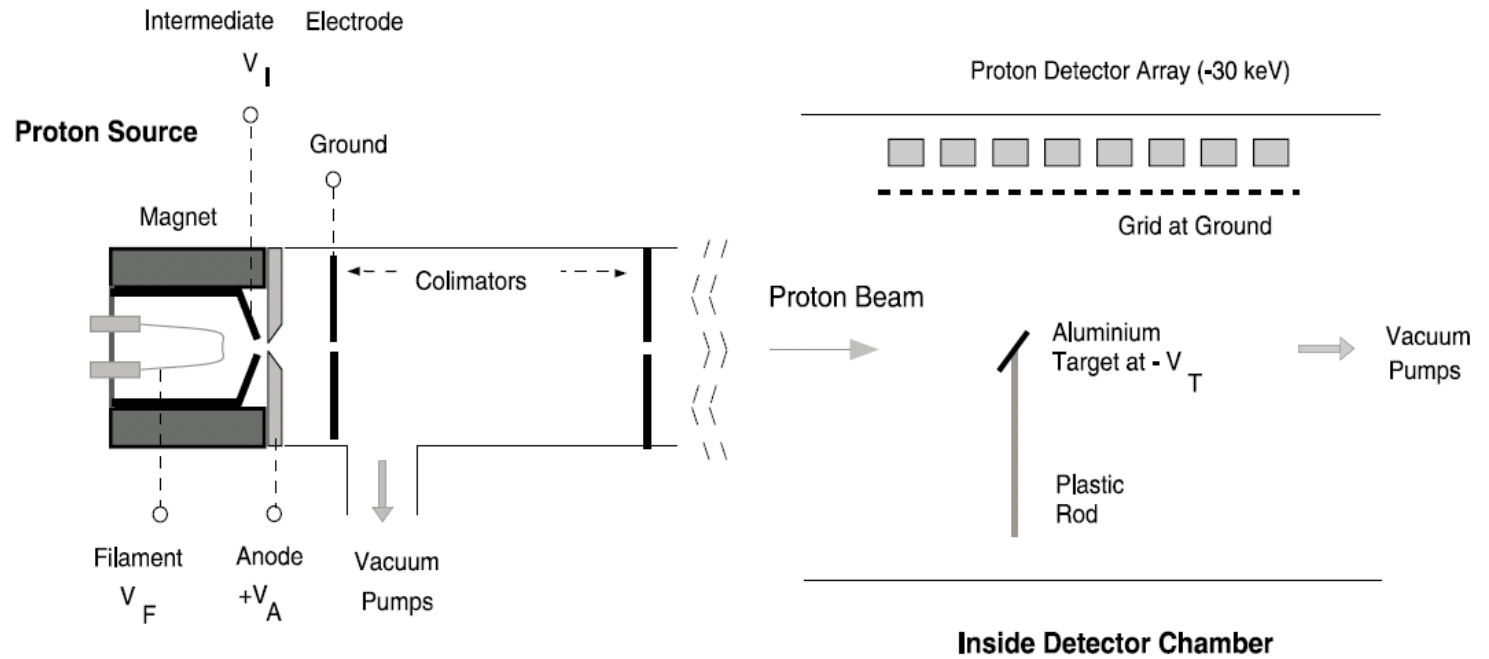 Intermediate Electrode
V I
Proton Source
Ground
Magnet
Colimators
Filament
V F
Anode
+V A
Vacuum
Pumps
Proton Detector Array (-30 keV)
Grid at Ground
Proton Beam
Aluminium
Target at - V T
Vacuum
Pumps
Plastic
Rod
Inside Detector Chamber